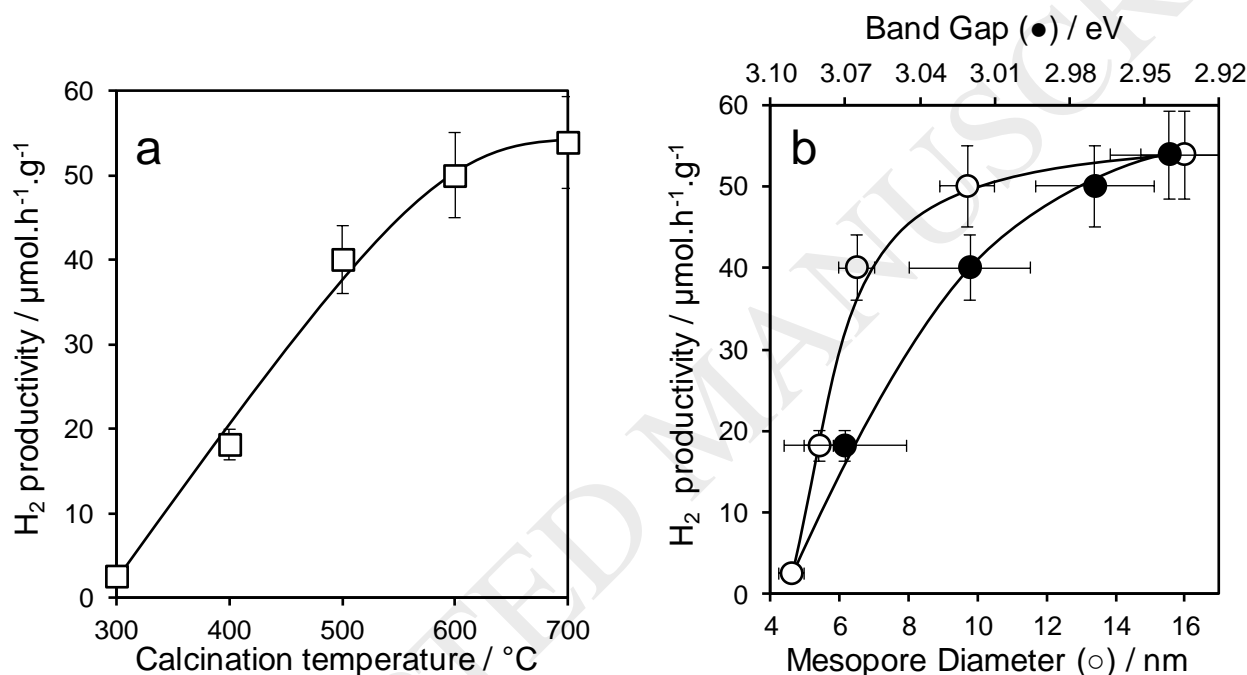 Band Gap (●) / eV
3.10 3.07 3.04 3.01 2.98 2.95 2.92
a
60
50
40
30
20
10
0
H₂ productivity / µmol.h⁻¹.g⁻¹
300 400 500 600 700
Calcination temperature / °C
b
60
50
40
30
20
10
0
H₂ productivity / µmol.h⁻¹.g⁻¹
4 6 8 10 12 14 16
Mesopore Diameter (○) / nm
TED MANUSCR